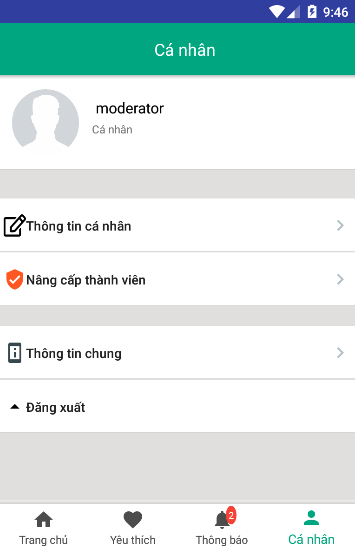 9:46
Cá nhân
moderator
Cá nhân
Thông tin cá nhân
Nâng cấp thành viên
Thông tin chung
Đăng xuất
2
Trang chủ Yêu thích Thông báo Cá nhân